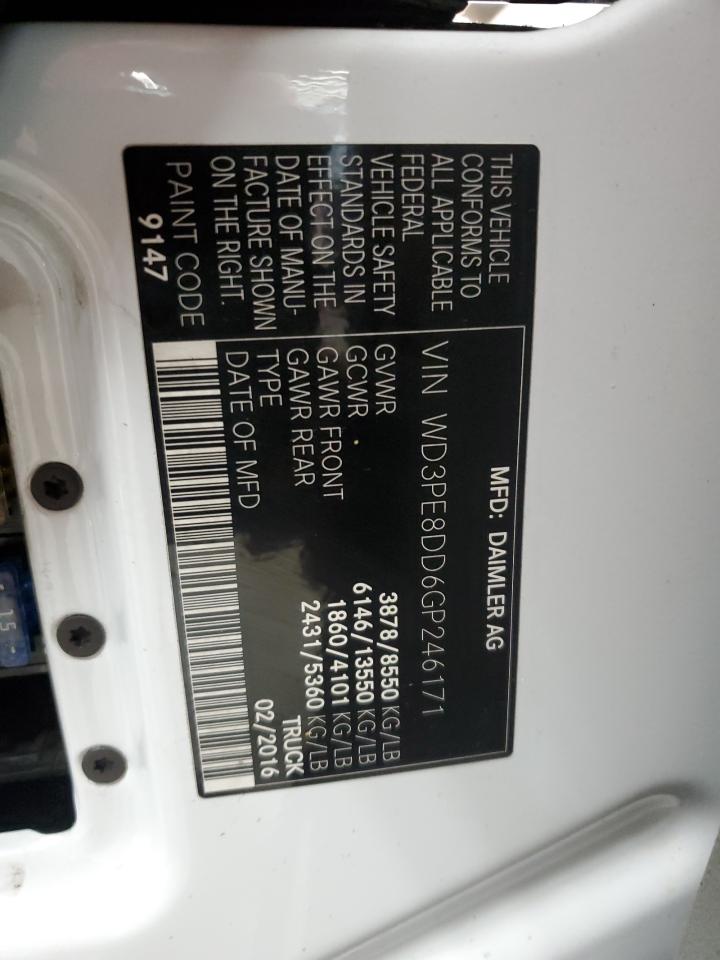 THIS VEHICLE
CONFORMS TO
ALL APPLICABLE
FEDERAL
VEHICLE SAFETY
STANDARDS IN
EFFECT ON THE
DATE OF MANU-
FACTURE SHOWN
ON THE RIGHT.
PAINT CODE
9147
MFD: DAIMLER AG
VIN WD3PE8DD6GP246171
GVWR 3878/8550 KG/LB
GCWR 6146/13550 KG/LB
GAWR FRONT 1860/4101 KG/LB
GAWR REAR 2431/5360 KG/LB
TYPE TRUCK
DATE OF MFD 02/2016
15